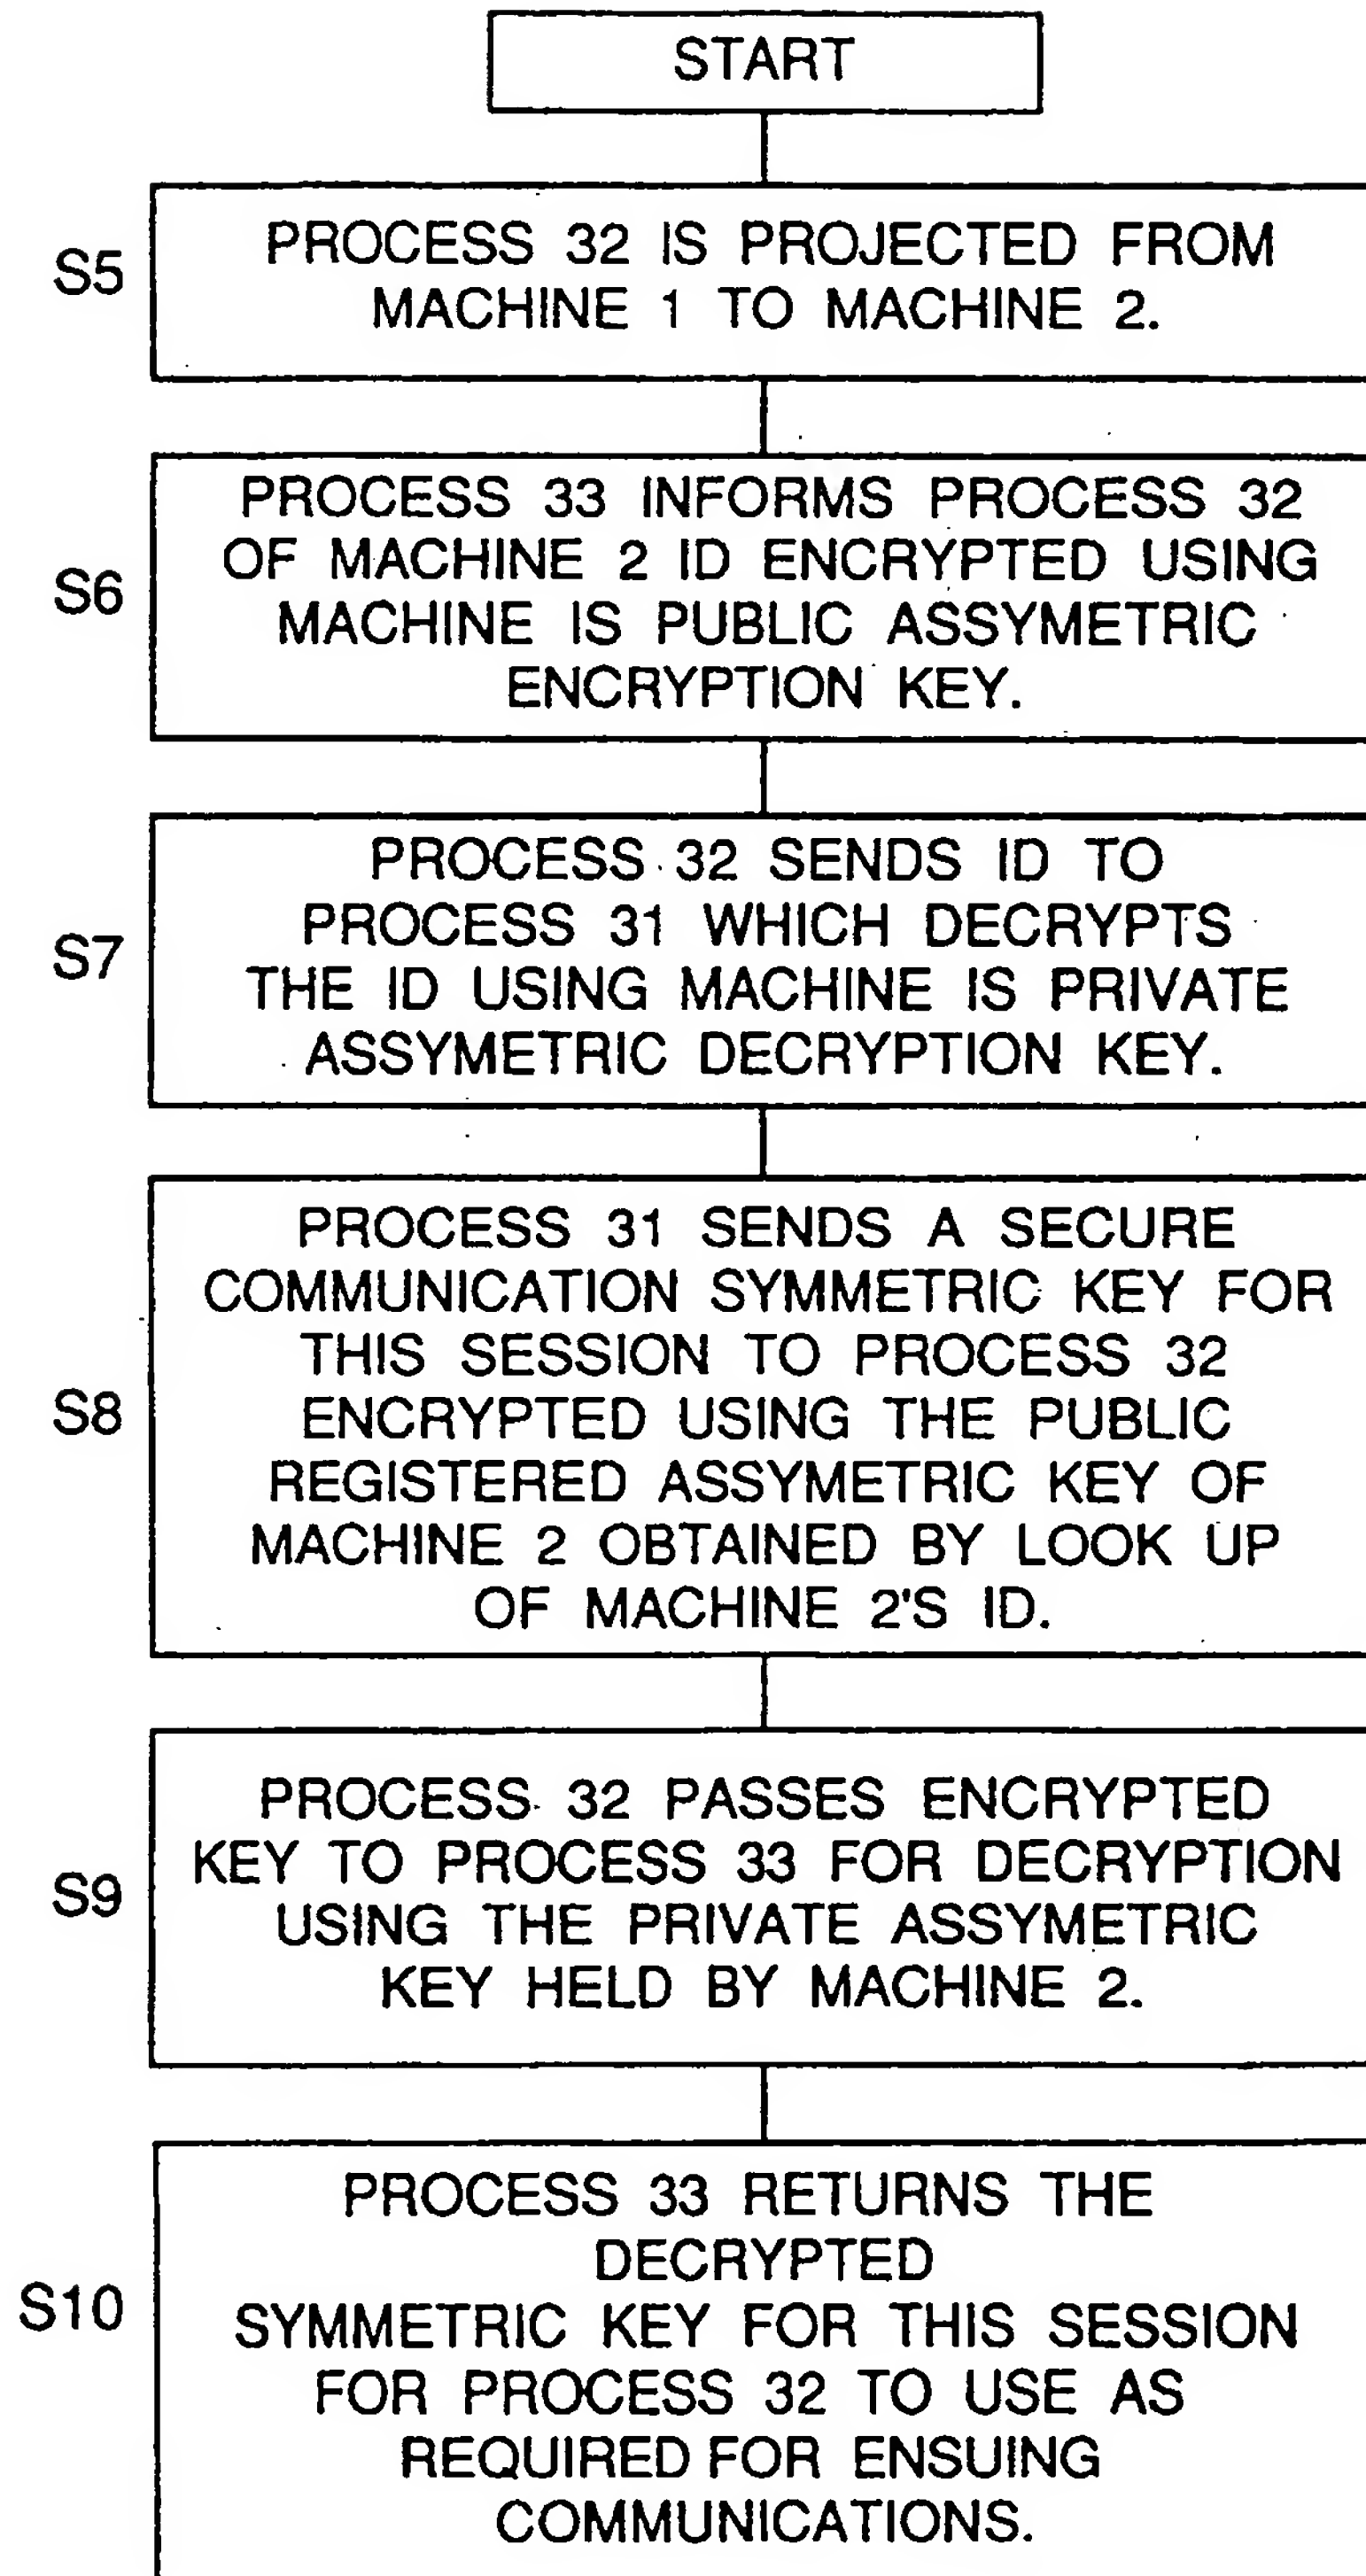 START
S5
PROCESS 32 IS PROJECTED FROM
MACHINE 1 TO MACHINE 2.
S6
PROCESS 33 INFORMS PROCESS 32
OF MACHINE 2 ID ENCRYPTED USING
MACHINE IS PUBLIC ASSYMETRIC
ENCRYPTION KEY.
S7
PROCESS 32 SENDS ID TO
PROCESS 31 WHICH DECRYPTS
THE ID USING MACHINE IS PRIVATE
ASSYMETRIC DECRYPTION KEY.
S8
PROCESS 31 SENDS A SECURE
COMMUNICATION SYMMETRIC KEY FOR
THIS SESSION TO PROCESS 32
ENCRYPTED USING THE PUBLIC
REGISTERED ASSYMETRIC KEY OF
MACHINE 2 OBTAINED BY LOOK UP
OF MACHINE 2'S ID.
S9
PROCESS 32 PASSES ENCRYPTED
KEY TO PROCESS 33 FOR DECRYPTION
USING THE PRIVATE ASSYMETRIC
KEY HELD BY MACHINE 2.
S10
PROCESS 33 RETURNS THE
DECRYPTED
SYMMETRIC KEY FOR THIS SESSION
FOR PROCESS 32 TO USE AS
REQUIRED FOR ENSUING
COMMUNICATIONS.